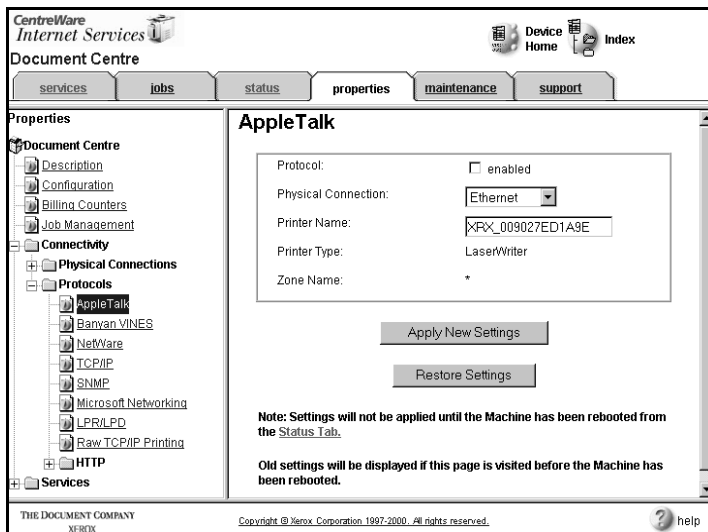 CentreWare
Internet Services
Document Centre
Device
Home
Index
services
jobs
status
properties
maintenance
support
Properties
Document Centre
Description
Configuration
Billing Counters
Job Management
Connectivity
Physical Connections
Protocols
AppleTalk
Banyan VINES
NetWare
TCP/IP
SNMP
Microsoft Networking
LPR/LPD
Raw TCP/IP Printing
HTTP
Services
AppleTalk
Protocol:
enabled
Physical Connection:
Ethernet
Printer Name:
XRX_009027ED1A9E
Printer Type:
LaserWriter
Zone Name:
*
Apply New Settings
Restore Settings
Note: Settings will not be applied until the Machine has been rebooted from
the Status Tab.
Old settings will be displayed if this page is visited before the Machine has
been rebooted.
THE DOCUMENT COMPANY
XEROX
Copyright © Xerox Corporation 1997-2000. All rights reserved.
help